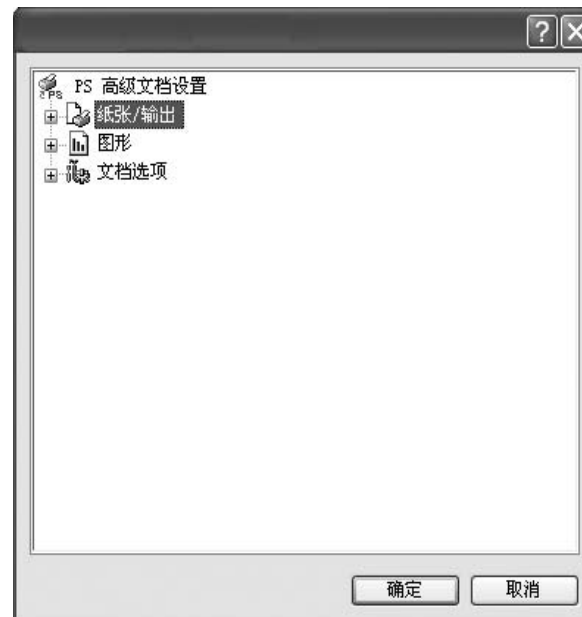 PS 高级文档设置
纸张/输出
图形
文档选项
确定
取消